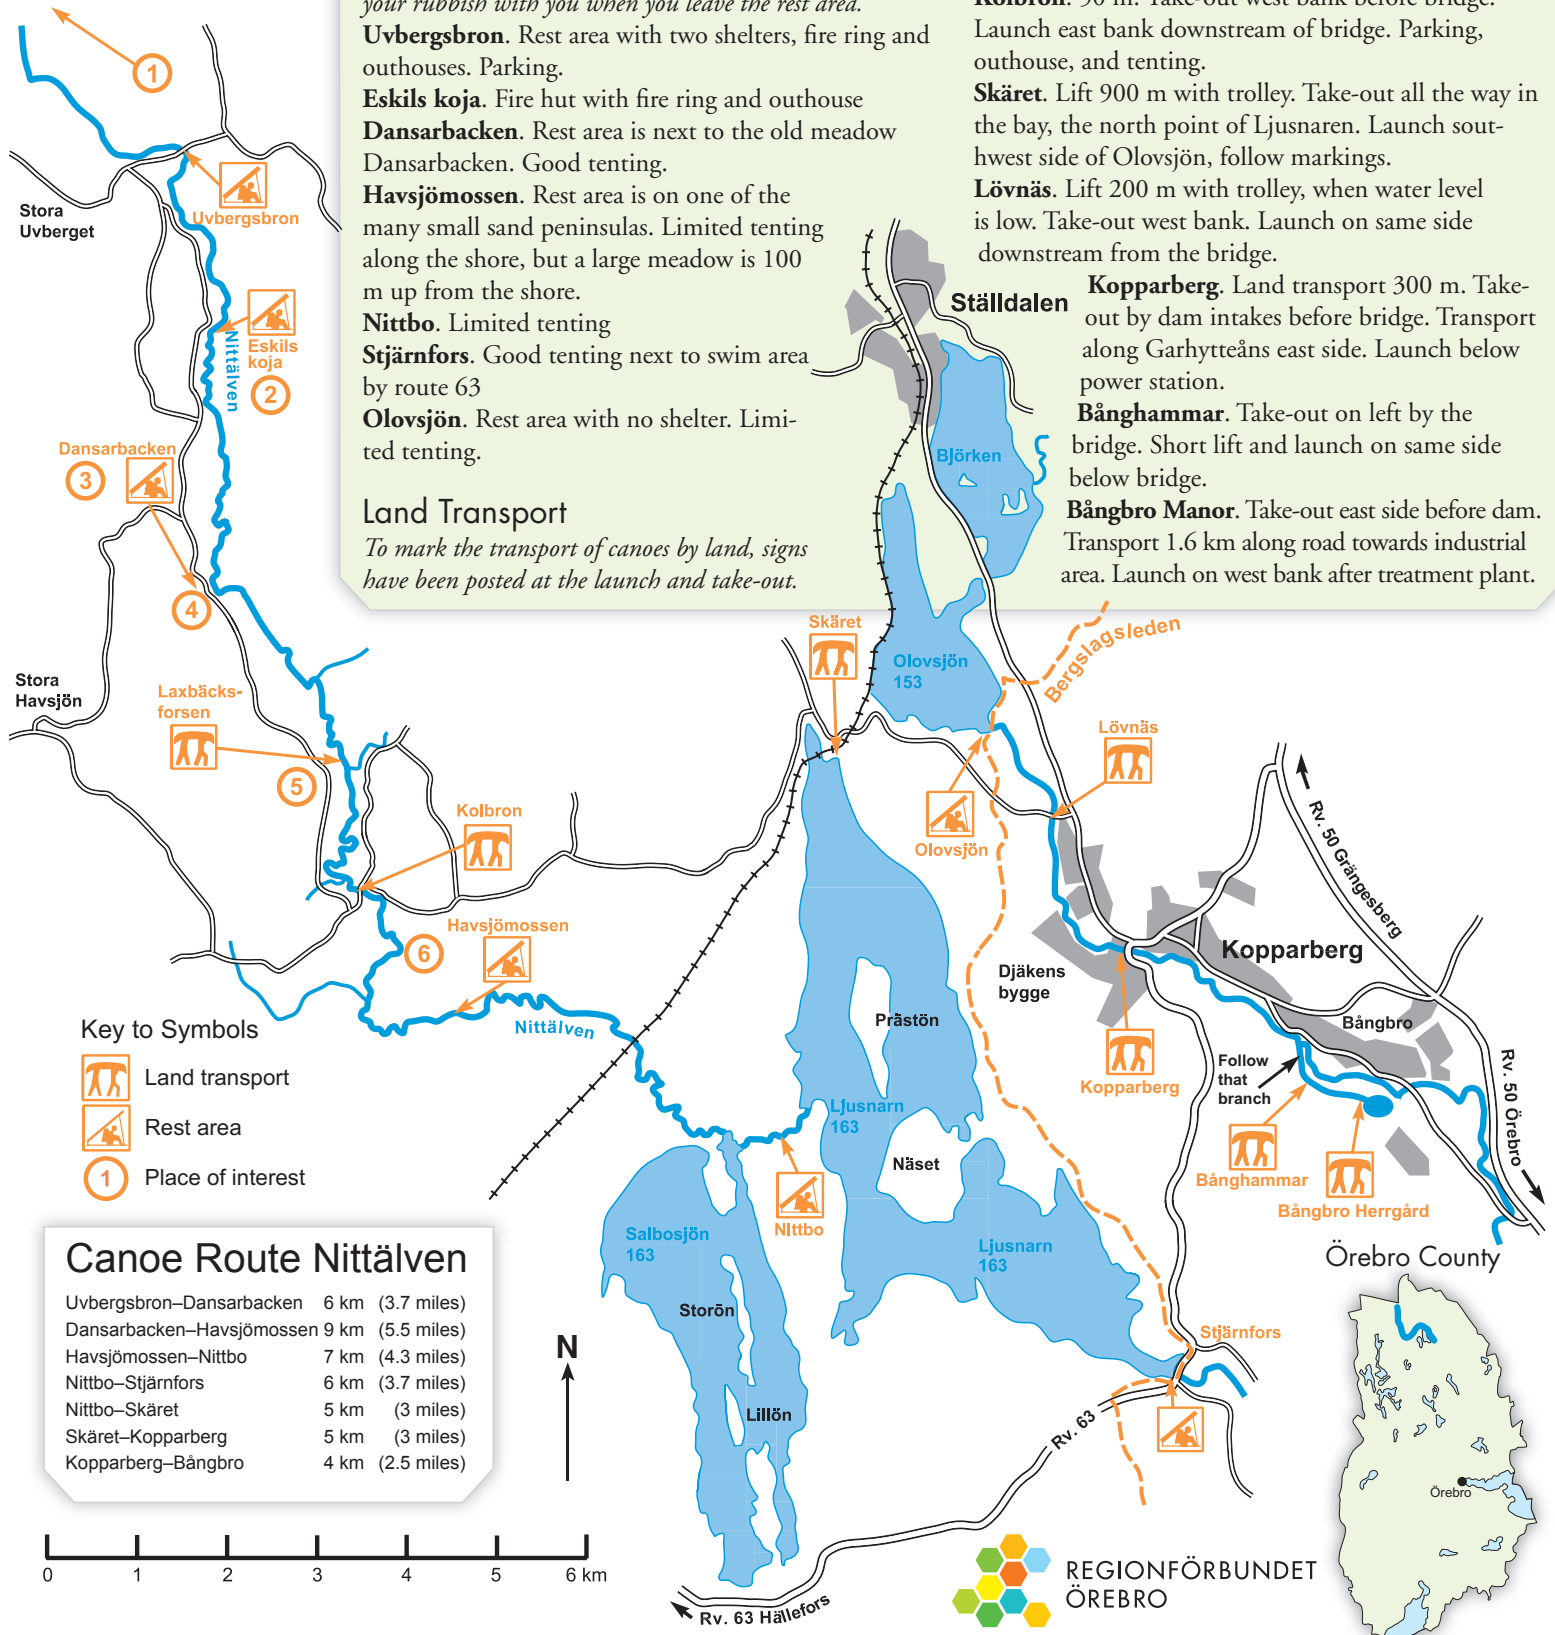 your rubbish with you when you leave the rest area.
Uvbergsbron. Rest area with two shelters, fire ring and
outhouses. Parking.
Eskils koja. Fire hut with fire ring and outhouse
Dansarbacken. Rest area is next to the old meadow
Dansarbacken. Good tenting.
Havsjömossen. Rest area is on one of the
many small sand peninsulas. Limited tenting
along the shore, but a large meadow is 100
m up from the shore.
Nittbo. Limited tenting
Stjärnfors. Good tenting next to swim area
by route 63
Olovsjön. Rest area with no shelter. Limi-
ted tenting.
Land Transport
To mark the transport of canoes by land, signs
have been posted at the launch and take-out.
Kolbron. 90 m. Take-out west bank before bridge.
Launch east bank downstream of bridge. Parking,
outhouse, and tenting.
Skäret. Lift 900 m with trolley. Take-out all the way in
the bay, the north point of Ljusnaren. Launch sout-
hwest side of Olovsjön, follow markings.
Lövnäs. Lift 200 m with trolley, when water level
is low. Take-out west bank. Launch on same side
downstream from the bridge.
Kopparberg. Land transport 300 m. Take-
out by dam intakes before bridge. Transport
along Garhytteåns east side. Launch below
power station.
Bånghammar. Take-out on left by the
bridge. Short lift and launch on same side
below bridge.
Bångbro Manor. Take-out east side before dam.
Transport 1.6 km along road towards industrial
area. Launch on west bank after treatment plant.
1
Stora
Uvberget
Uvbergsbron
Nittälven
Eskils
koja
2
Dansarbacken
3
4
Stora
Havsjön
Laxbäcks-
forsen
5
Kolbron
Havsjömossen
6
Nittälven
Ställdalen
Björken
Skäret
Olovsjön
153
Bergslagsleden
Lövnäs
Olovsjön
Rv. 50 Grängesberg
Kopparberg
Djäkens
bygge
Prästön
Bångbro
Kopparberg
Follow
that
branch
Rv. 50 Örebro
Ljusnarn
163
Näset
Bånghammar
Bångbro Herrgård
Nittbo
Salbosjön
163
Ljusnarn
163
Storön
Stjärnfors
Lillön
Rv. 63
Rv. 63 Hällefors
Key to Symbols
Land transport
Rest area
1 Place of interest
Canoe Route Nittälven
Uvbergsbron–Dansarbacken 6 km (3.7 miles)
Dansarbacken–Havsjömossen 9 km (5.5 miles)
Havsjömossen–Nittbo 7 km (4.3 miles)
Nittbo–Stjärnfors 6 km (3.7 miles)
Nittbo–Skäret 5 km (3 miles)
Skäret–Kopparberg 5 km (3 miles)
Kopparberg–Bångbro 4 km (2.5 miles)
N
0 1 2 3 4 5 6 km
REGIONFÖRBUNDET
ÖREBRO
Örebro County
Örebro